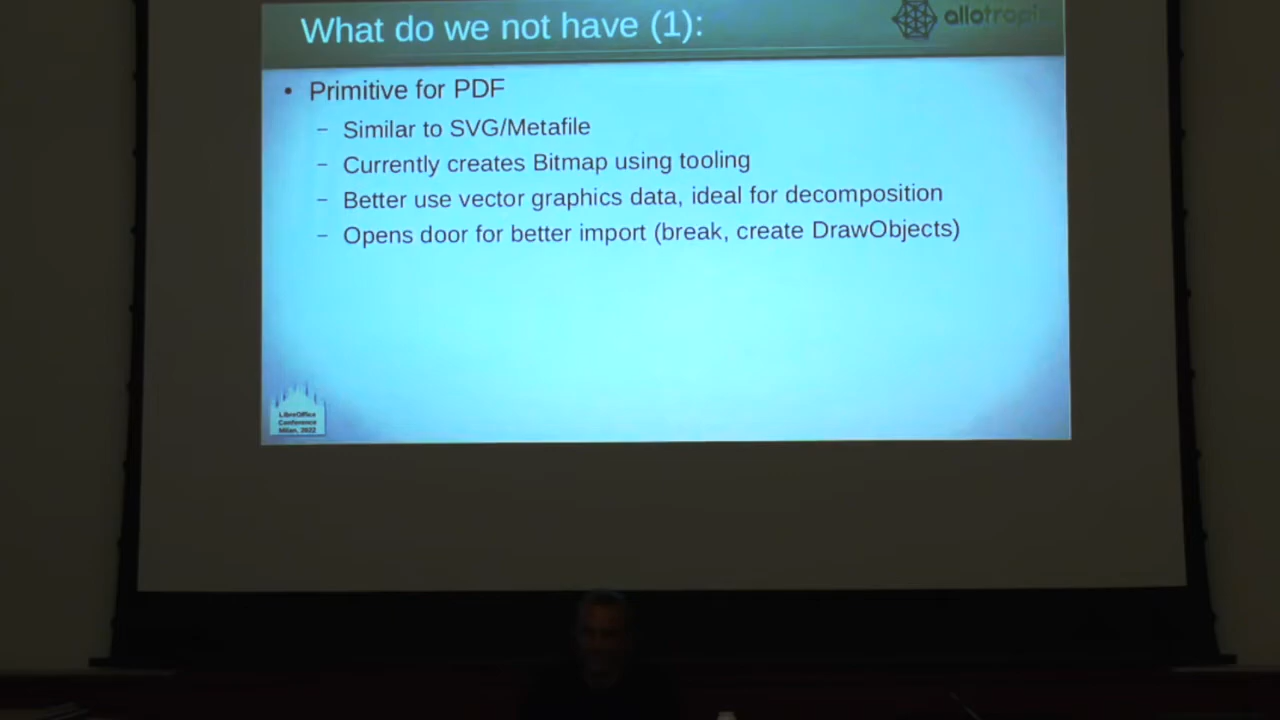 What do we not have (1):
allotropia
• Primitive for PDF
– Similar to SVG/Metafile
– Currently creates Bitmap using tooling
– Better use vector graphics data, ideal for decomposition
– Opens door for better import (break, create DrawObjects)
LibreOffice
Conference
Milan, 2022